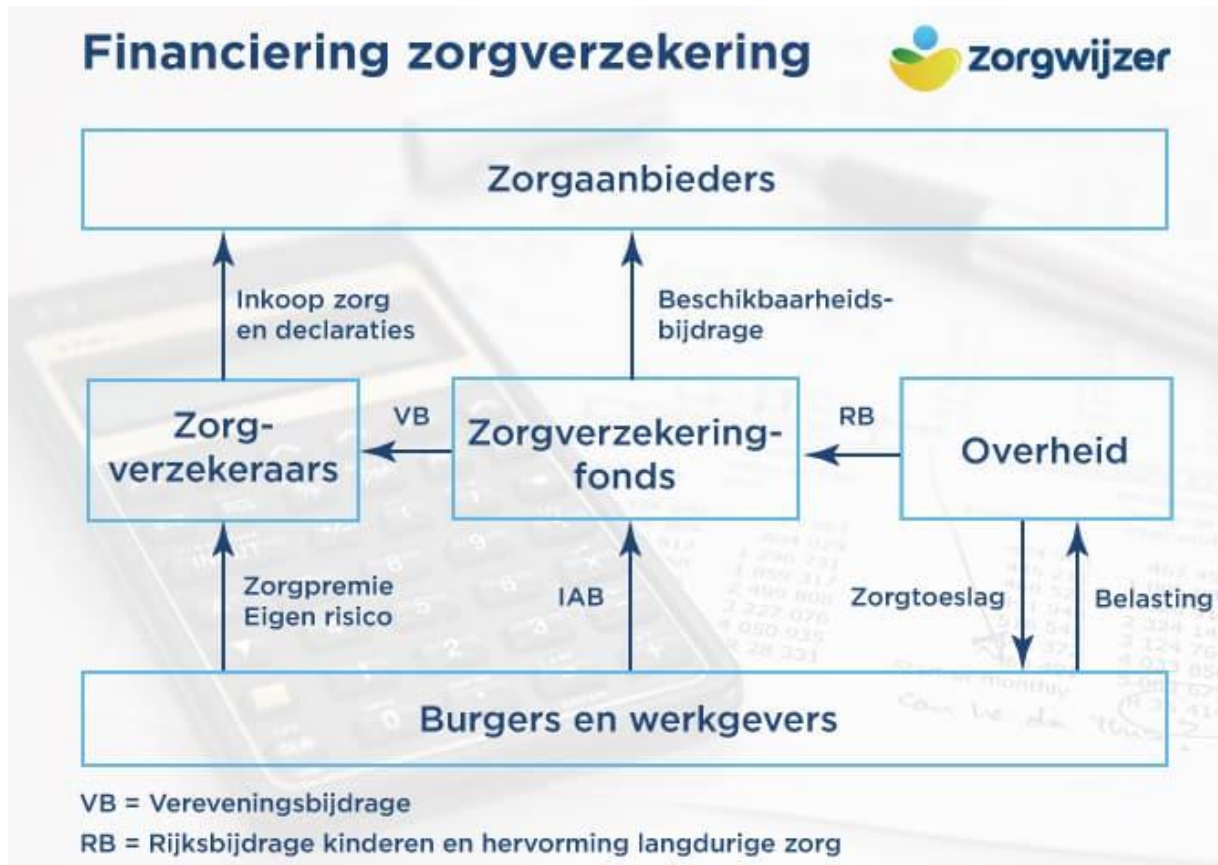 Financiering zorgverzekering
zorgwijzer
Zorgaanbieders
Inkoop zorg
en declaraties
Beschikbaarheids-
bijdrage
Zorg-
verzekeraars
VB
Zorgverzekering-
fonds
RB
Overheid
Zorgpremie
Eigen risico
IAB
Zorgtoeslag
Belasting
Burgers en werkgevers
VB = Vereveningsbijdrage
RB = Rijksbijdrage kinderen en hervorming langdurige zorg